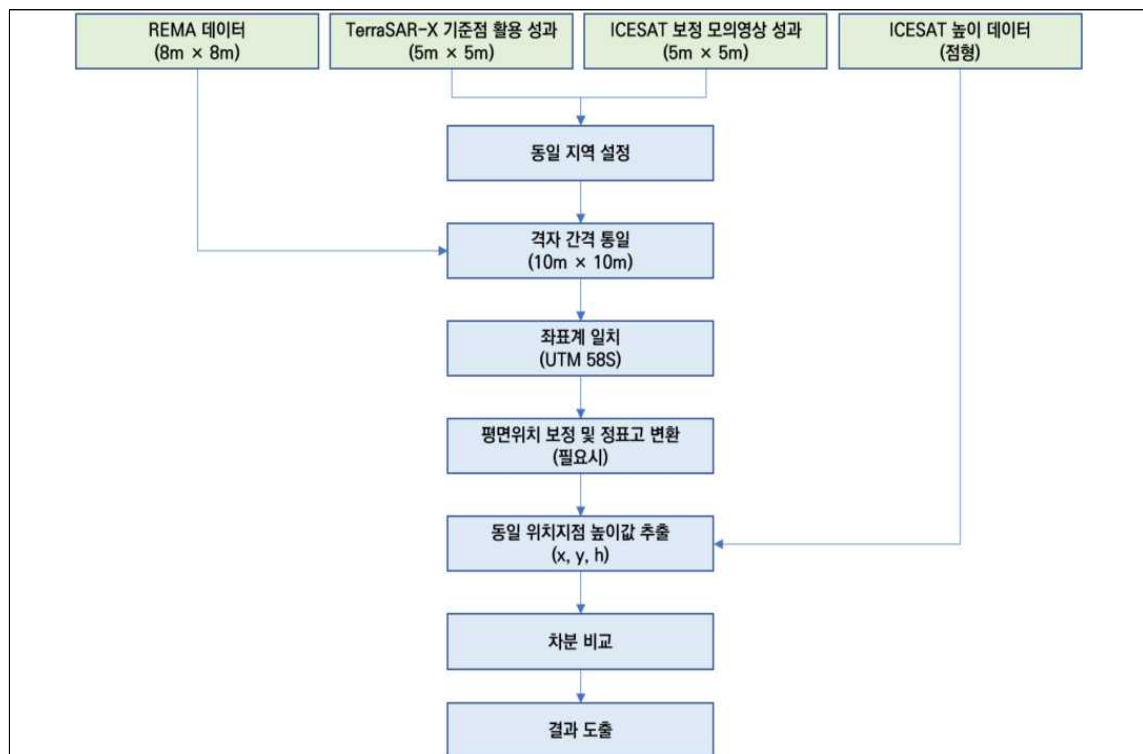 REMA 데이터
(8m × 8m)
TerraSAR-X 기준점 활용 성과
(5m × 5m)
ICESAT 보정 모의영상 성과
(5m × 5m)
ICESAT 높이 데이터
(점형)
동일 지역 설정
격자 간격 통일
(10m × 10m)
좌표계 일치
(UTM 58S)
평면위치 보정 및 정표고 변환
(필요시)
동일 위치지점 높이값 추출
(x, y, h)
차분 비교
결과 도출